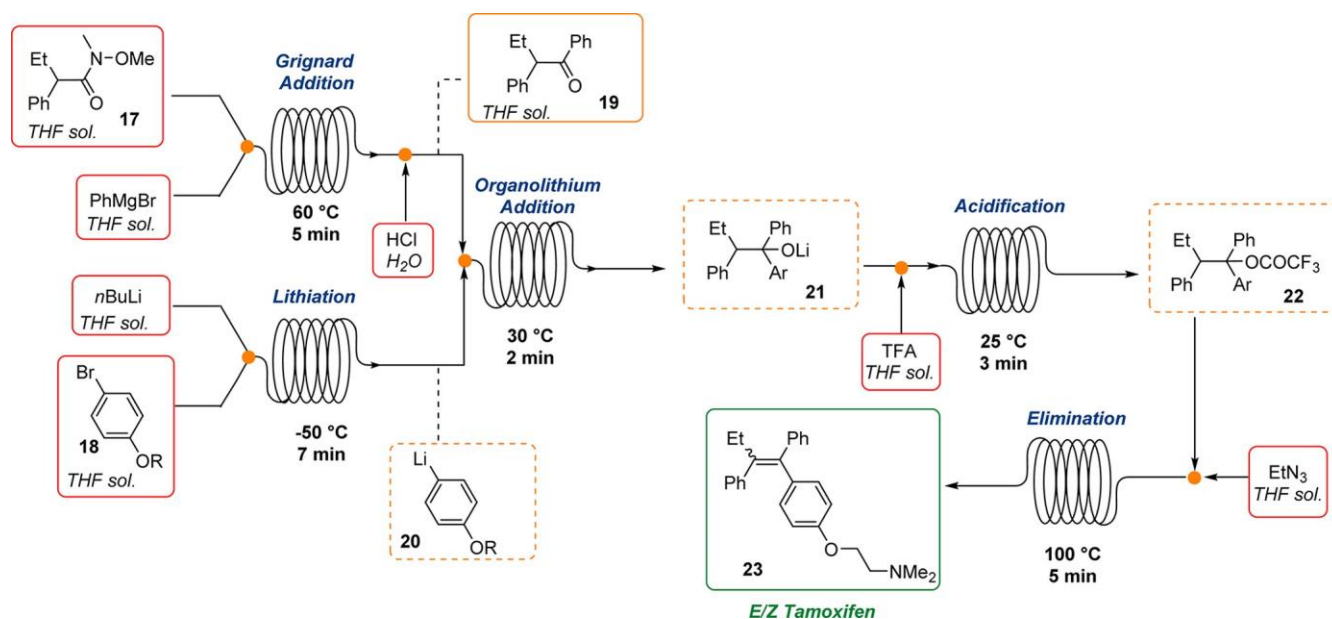 Et
N
OMe
Ph
O
17
THF sol.
PhMgBr
THF sol.
Grignard
Addition
60 °C
5 min
HCl
H2O
Et
Ph
Ph
O
19
THF sol.
nBuLi
THF sol.
Br
18
OR
THF sol.
Lithiation
-50 °C
7 min
Li
20
OR
Organolithium
Addition
30 °C
2 min
Et
Ph
OLi
Ph
Ar
21
TFA
THF sol.
Acidification
25 °C
3 min
Et
Ph
OCOCF3
Ph
Ar
22
EtN3
THF sol.
Elimination
100 °C
5 min
Et
Ph
Ph
O
NMe2
23
E/Z Tamoxifen